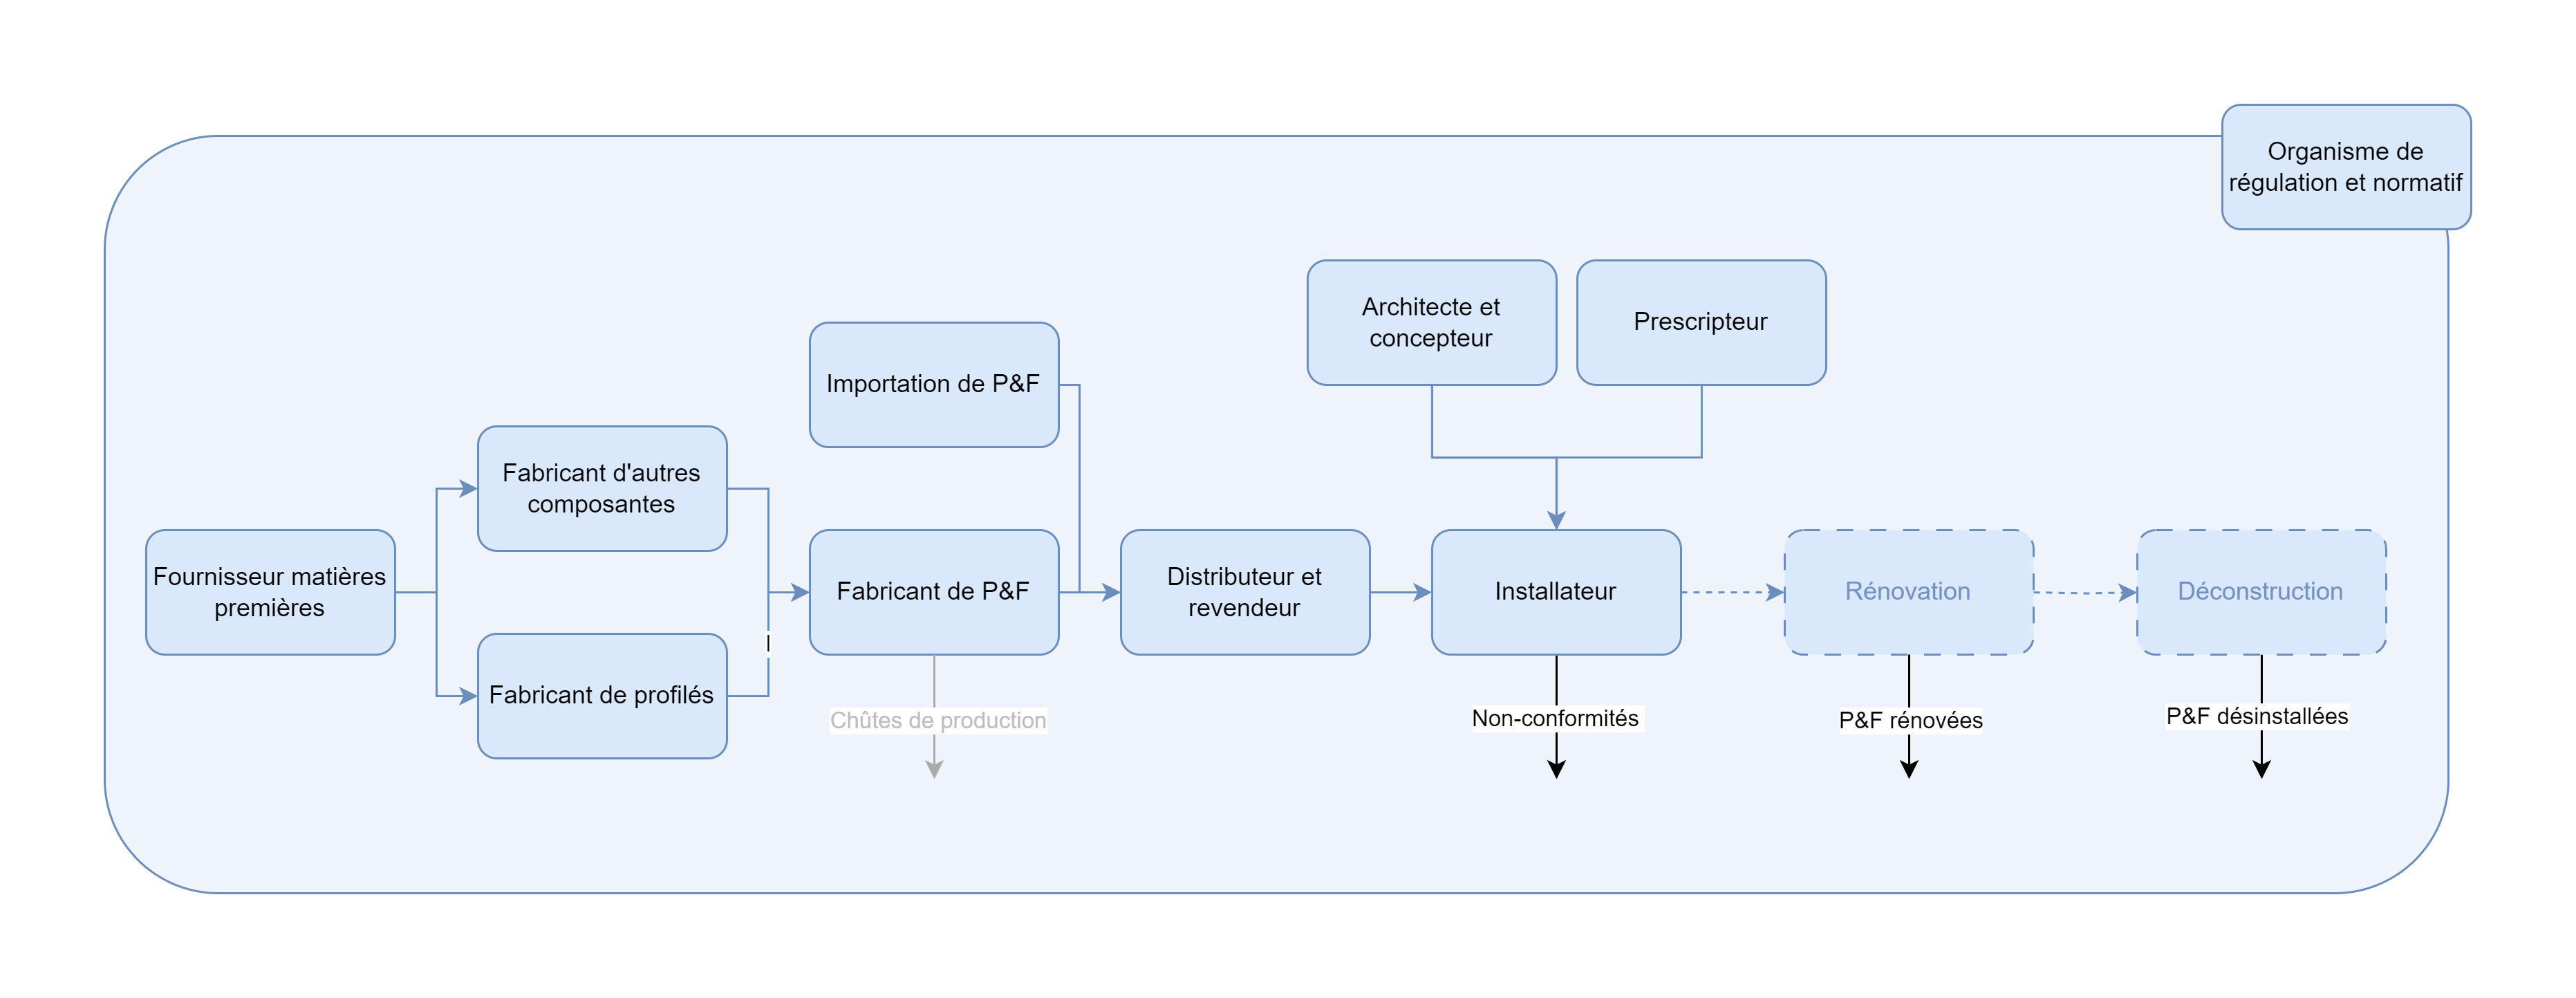 Organisme de
régulation et normatif
Architecte et
concepteur
Prescripteur
Importation de P&F
Fabricant d'autres
composantes
Fournisseur matières
premières
Fabricant de P&F
Distributeur et
revendeur
Installateur
Rénovation
Déconstruction
l
Fabricant de profilés
Chûtes de production
Non-conformités
P&F rénovées
P&F désinstallées